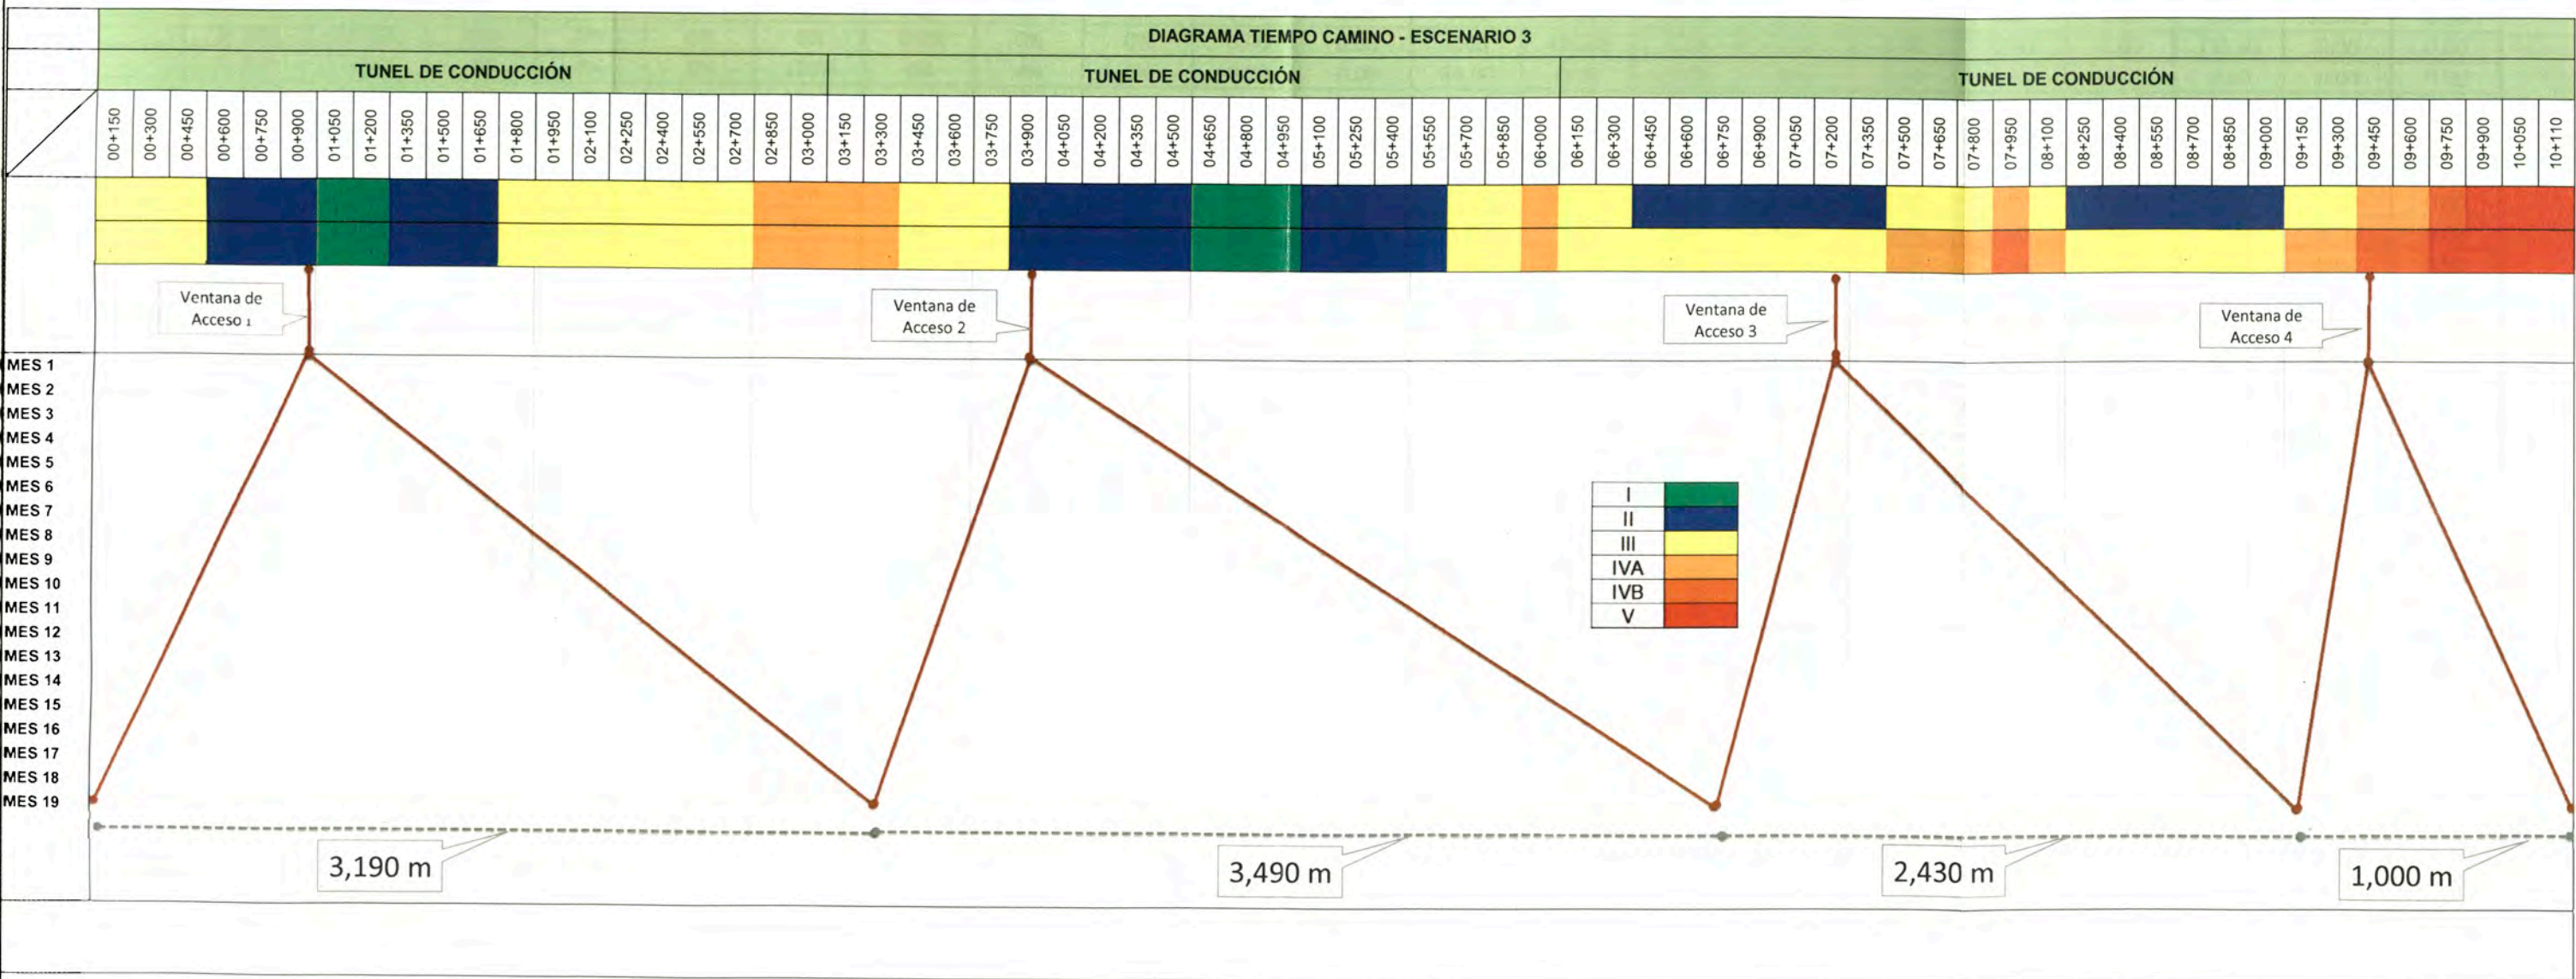 DIAGRAMA TIEMPO CAMINO - ESCENARIO 3
TUNEL DE CONDUCCIÓN
TUNEL DE CONDUCCIÓN
TUNEL DE CONDUCCIÓN
00+150
00+300
00+450
00+600
00+750
00+900
01+050
01+200
01+350
01+500
01+650
01+800
01+950
02+100
02+250
02+400
02+550
02+700
02+850
03+000
03+150
03+300
03+450
03+600
03+750
03+900
04+050
04+200
04+350
04+500
04+650
04+800
04+950
05+100
05+250
05+400
05+550
05+700
05+850
06+000
06+150
06+300
06+450
06+600
06+750
06+900
07+050
07+200
07+350
07+500
07+650
07+800
07+950
08+100
08+250
08+400
08+550
08+700
08+850
09+000
09+150
09+300
09+450
09+600
09+750
09+900
10+050
10+110
Ventana de
Acceso 1
Ventana de
Acceso 2
Ventana de
Acceso 3
Ventana de
Acceso 4
MES 1
MES 2
MES 3
MES 4
MES 5
MES 6
MES 7
MES 8
MES 9
MES 10
MES 11
MES 12
MES 13
MES 14
MES 15
MES 16
MES 17
MES 18
MES 19
I
II
III
IVA
IVB
V
3,190 m
3,490 m
2,430 m
1,000 m